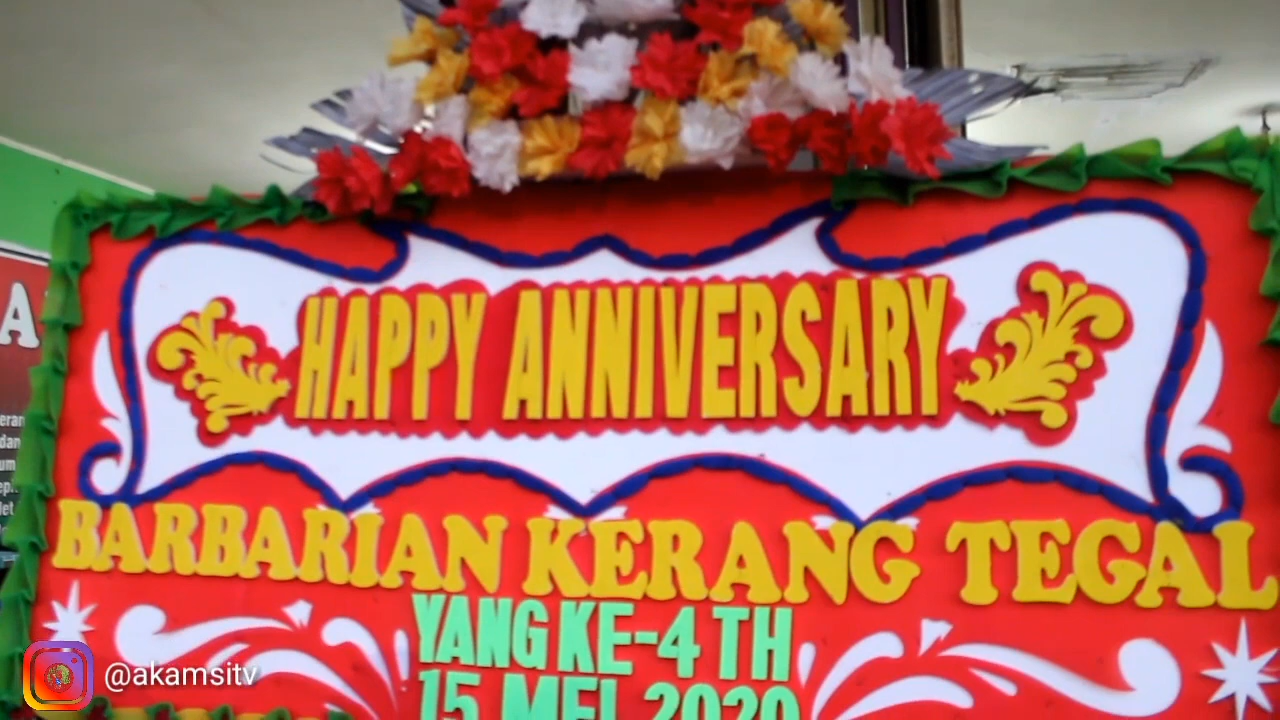 HAPPY ANNIVERSARY
BARBARIAN KERANG TEGAL
YANG KE-4 TH
15 MEI 2020
A
@akamsitv